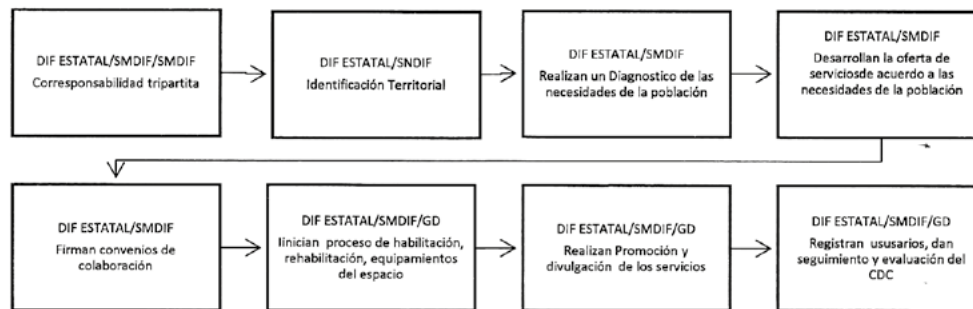 DIF ESTATAL/SMDIF/SMDIF
Corresponsabilidad tripartita
DIF ESTATAL/SNDIF
Identificación Territorial
DIF ESTATAL/SMDIF
Realizan un Diagnostico de las
necesidades de la población
DIF ESTATAL/SMDIF
Desarrollan la oferta de
serviciosde acuerdo a las
necesidades de la población
DIF ESTATAL/SMDIF
Firman convenios de
colaboración
DIF ESTATAL/SMDIF/GD
Iinician proceso de habilitación,
rehabilitación, equipamientos
del espacio
DIF ESTATAL/SMDIF/GD
Realizan Promoción y
divulgación de los servicios
DIF ESTATAL/SMDIF/GD
Registran ususarios, dan
seguimiento y evaluación del
CDC